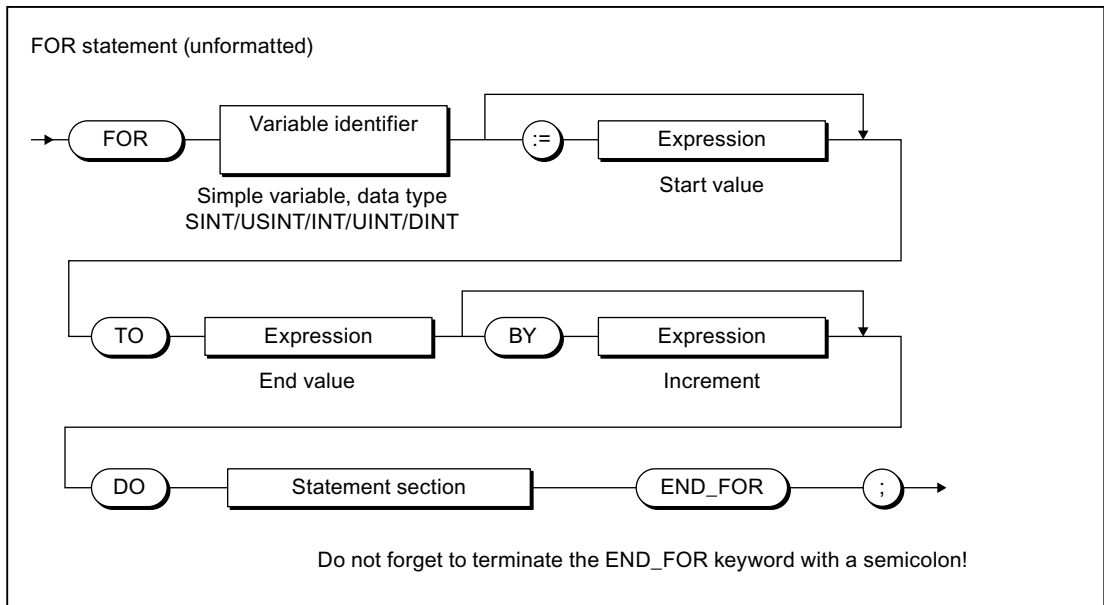 FOR statement (unformatted)
FOR
Variable identifier
:=
Expression
Simple variable, data type
SINT/USINT/INT/UINT/DINT
Start value
TO
Expression
BY
Expression
End value
Increment
DO
Statement section
END_FOR
;
Do not forget to terminate the END_FOR keyword with a semicolon!